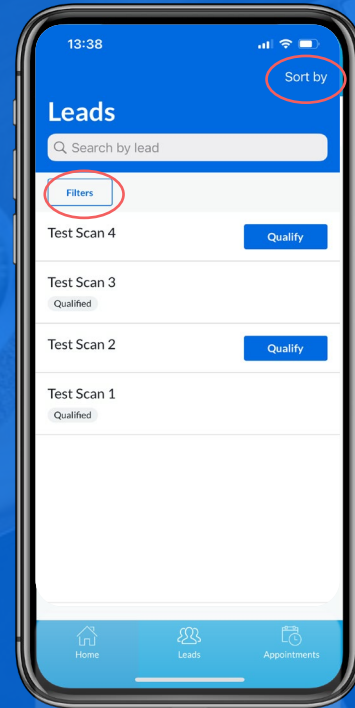 13:38
Sort by
Leads
Search by lead
Filters
Test Scan 4
Qualify
Test Scan 3
Qualified
Test Scan 2
Qualify
Test Scan 1
Qualified
Home
Leads
Appointments